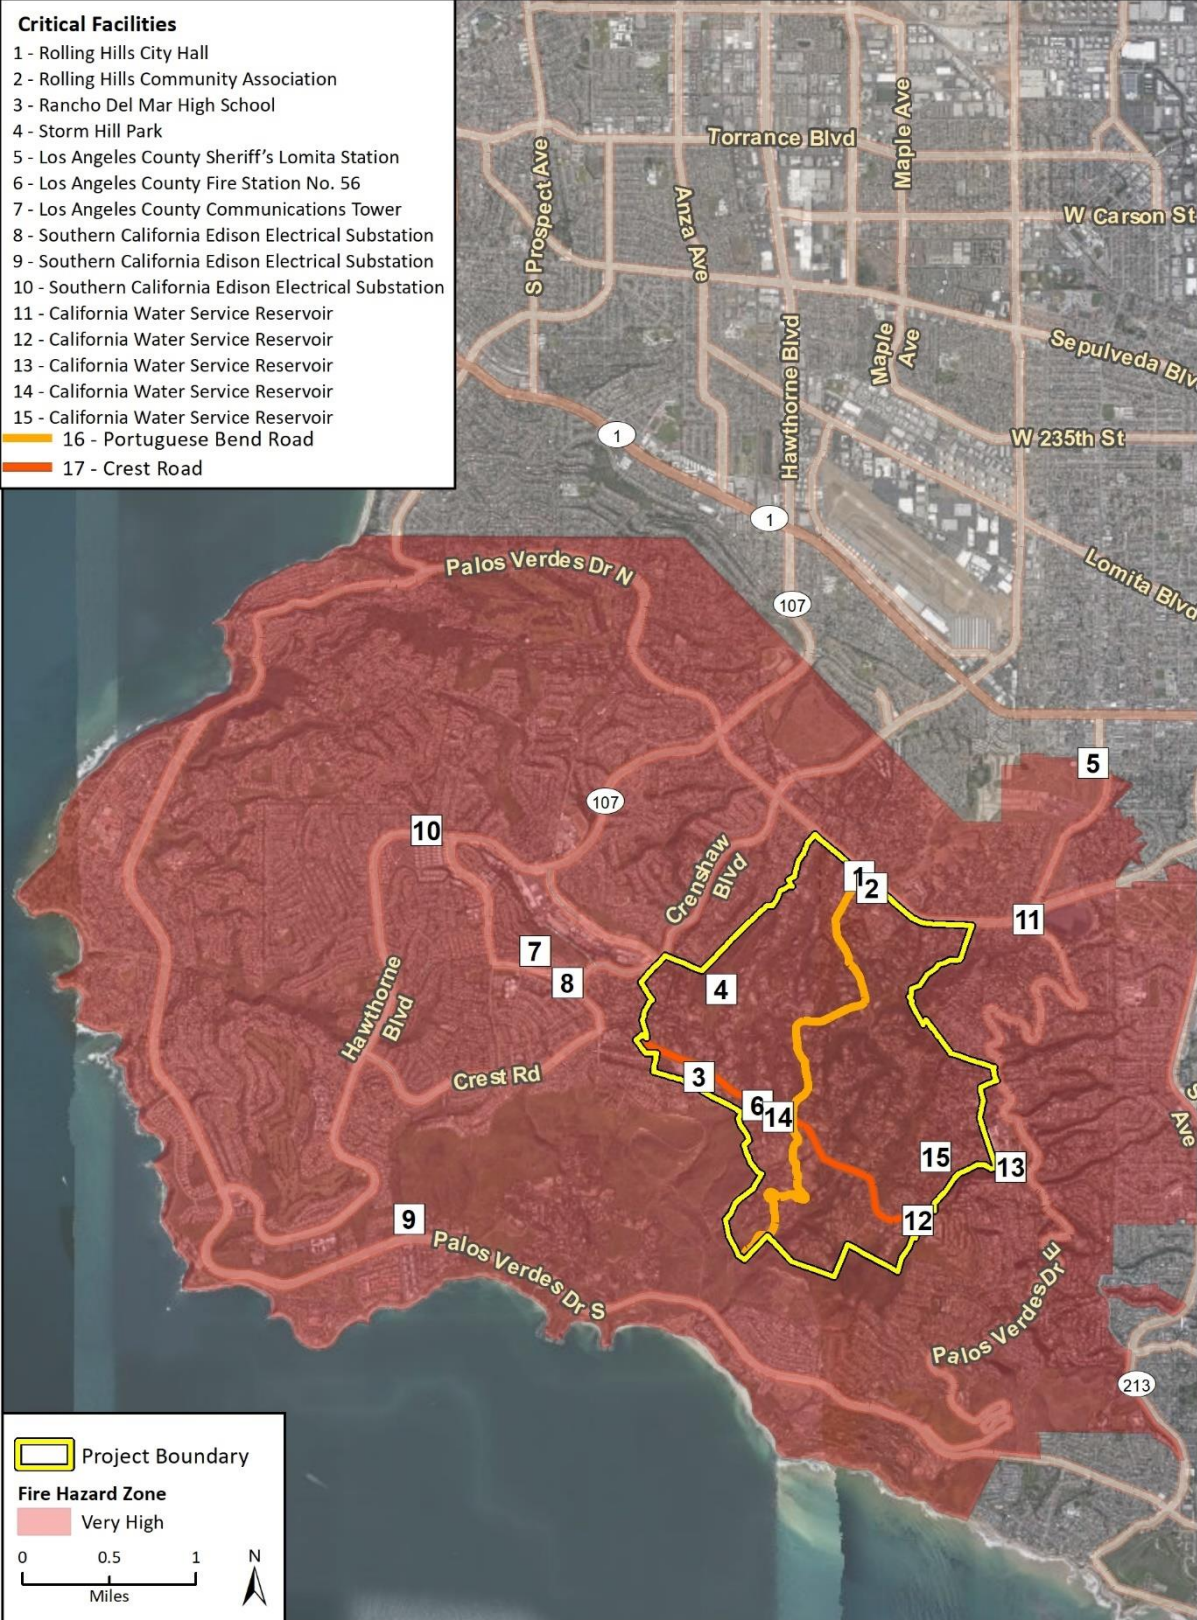 Critical Facilities
1 - Rolling Hills City Hall
2 - Rolling Hills Community Association
3 - Rancho Del Mar High School
4 - Storm Hill Park
5 - Los Angeles County Sheriff’s Lomita Station
6 - Los Angeles County Fire Station No. 56
7 - Los Angeles County Communications Tower
8 - Southern California Edison Electrical Substation
9 - Southern California Edison Electrical Substation
10 - Southern California Edison Electrical Substation
11 - California Water Service Reservoir
12 - California Water Service Reservoir
13 - California Water Service Reservoir
14 - California Water Service Reservoir
15 - California Water Service Reservoir
16 - Portuguese Bend Road
17 - Crest Road
Torrance Blvd
Maple Ave
S Prospect Ave
Anza Ave
W Carson St
Hawthorne Blvd
Maple
Ave
Sepulveda Blv
W 235th St
1
1
Lomita Blvd
Palos Verdes Dr N
107
5
107
10
Crenshaw
Blvd
1
2
11
7
8
4
Hawthorne
Blvd
Crest Rd
3
6
14
S
Ave
15
13
9
12
Palos Verdes Dr S
Palos Verdes Dr E
213
Project Boundary
Fire Hazard Zone
Very High
0 0.5 1
Miles
N